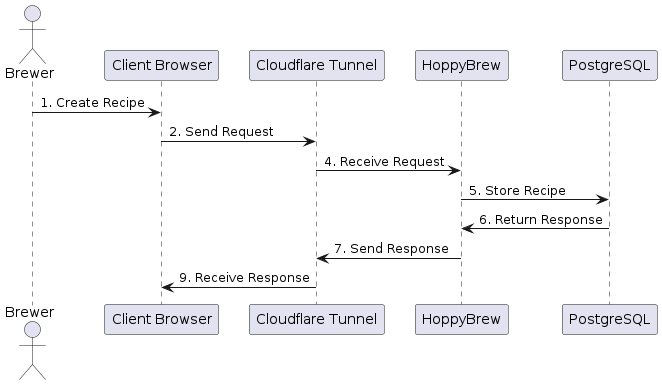 Brewer
Client Browser
Cloudflare Tunnel
HoppyBrew
PostgreSQL
1. Create Recipe
2. Send Request
4. Receive Request
5. Store Recipe
6. Return Response
7. Send Response
9. Receive Response
Brewer
Client Browser
Cloudflare Tunnel
HoppyBrew
PostgreSQL